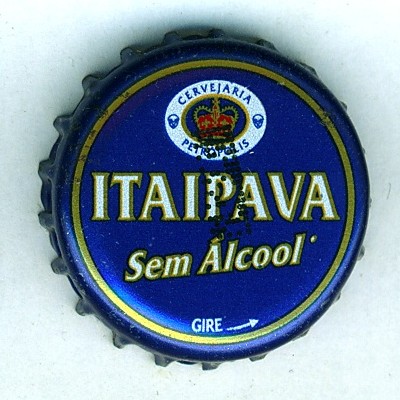 CERVEJARIA
PETRÓPOLIS
ITAIPAVA
Sem Álcool
GIRE